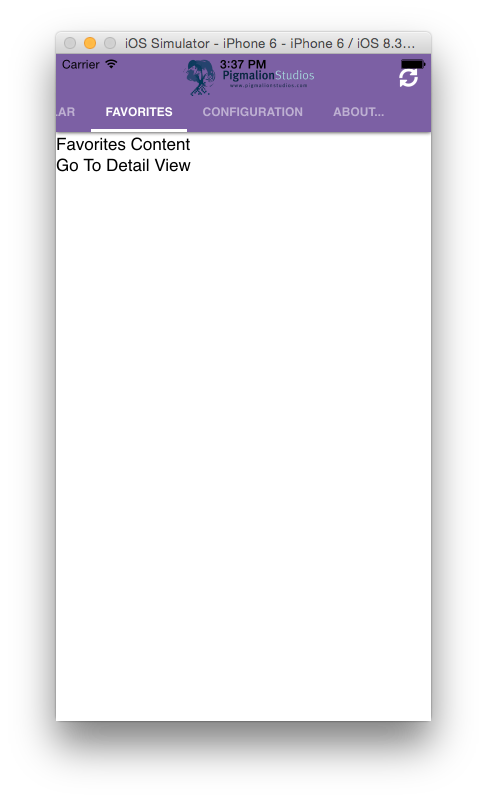 iOS Simulator - iPhone 6 - iPhone 6 / iOS 8.3...
Carrier 3:37 PM
PigmalionStudios
www.pigmalionstudios.com
LAR FAVORITES CONFIGURATION ABOUT...
Favorites Content
Go To Detail View